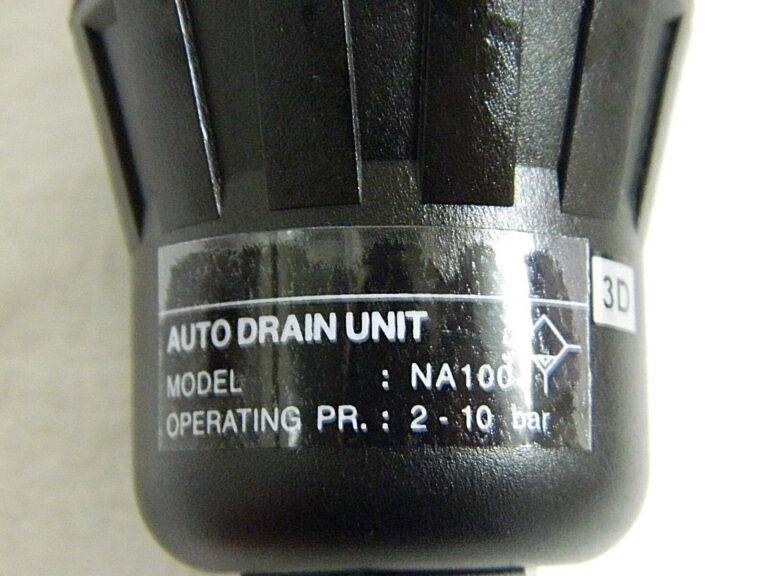 AUTO DRAIN UNIT
MODEL : NA100
OPERATING PR. : 2 - 10 bar
3D